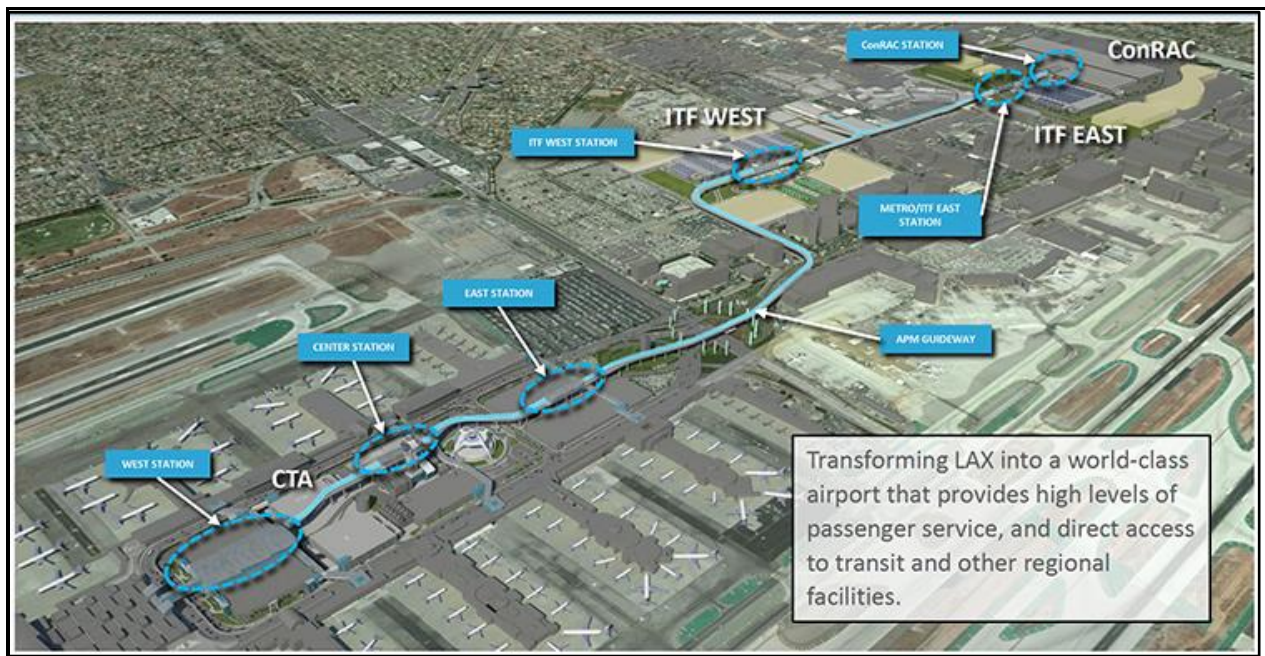 ConRAC STATION
ConRAC
ITF WEST
ITF WEST STATION
ITF EAST
METRO/ITF EAST
STATION
EAST STATION
CENTER STATION
APM GUIDEWAY
WEST STATION
CTA
Transforming LAX into a world-class
airport that provides high levels of
passenger service, and direct access
to transit and other regional
facilities.